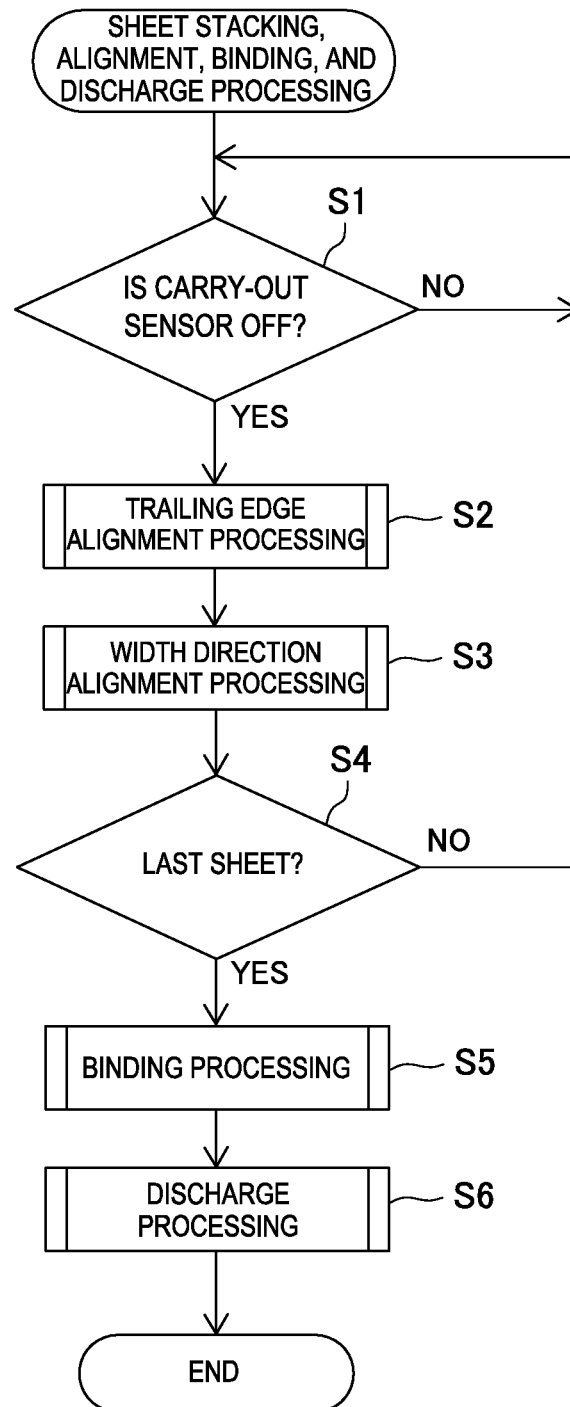 SHEET STACKING,
ALIGNMENT, BINDING, AND
DISCHARGE PROCESSING
S1
IS CARRY-OUT
SENSOR OFF?
NO
YES
TRAILING EDGE
ALIGNMENT PROCESSING
S2
WIDTH DIRECTION
ALIGNMENT PROCESSING
S3
S4
LAST SHEET?
NO
YES
BINDING PROCESSING
S5
DISCHARGE
PROCESSING
S6
END